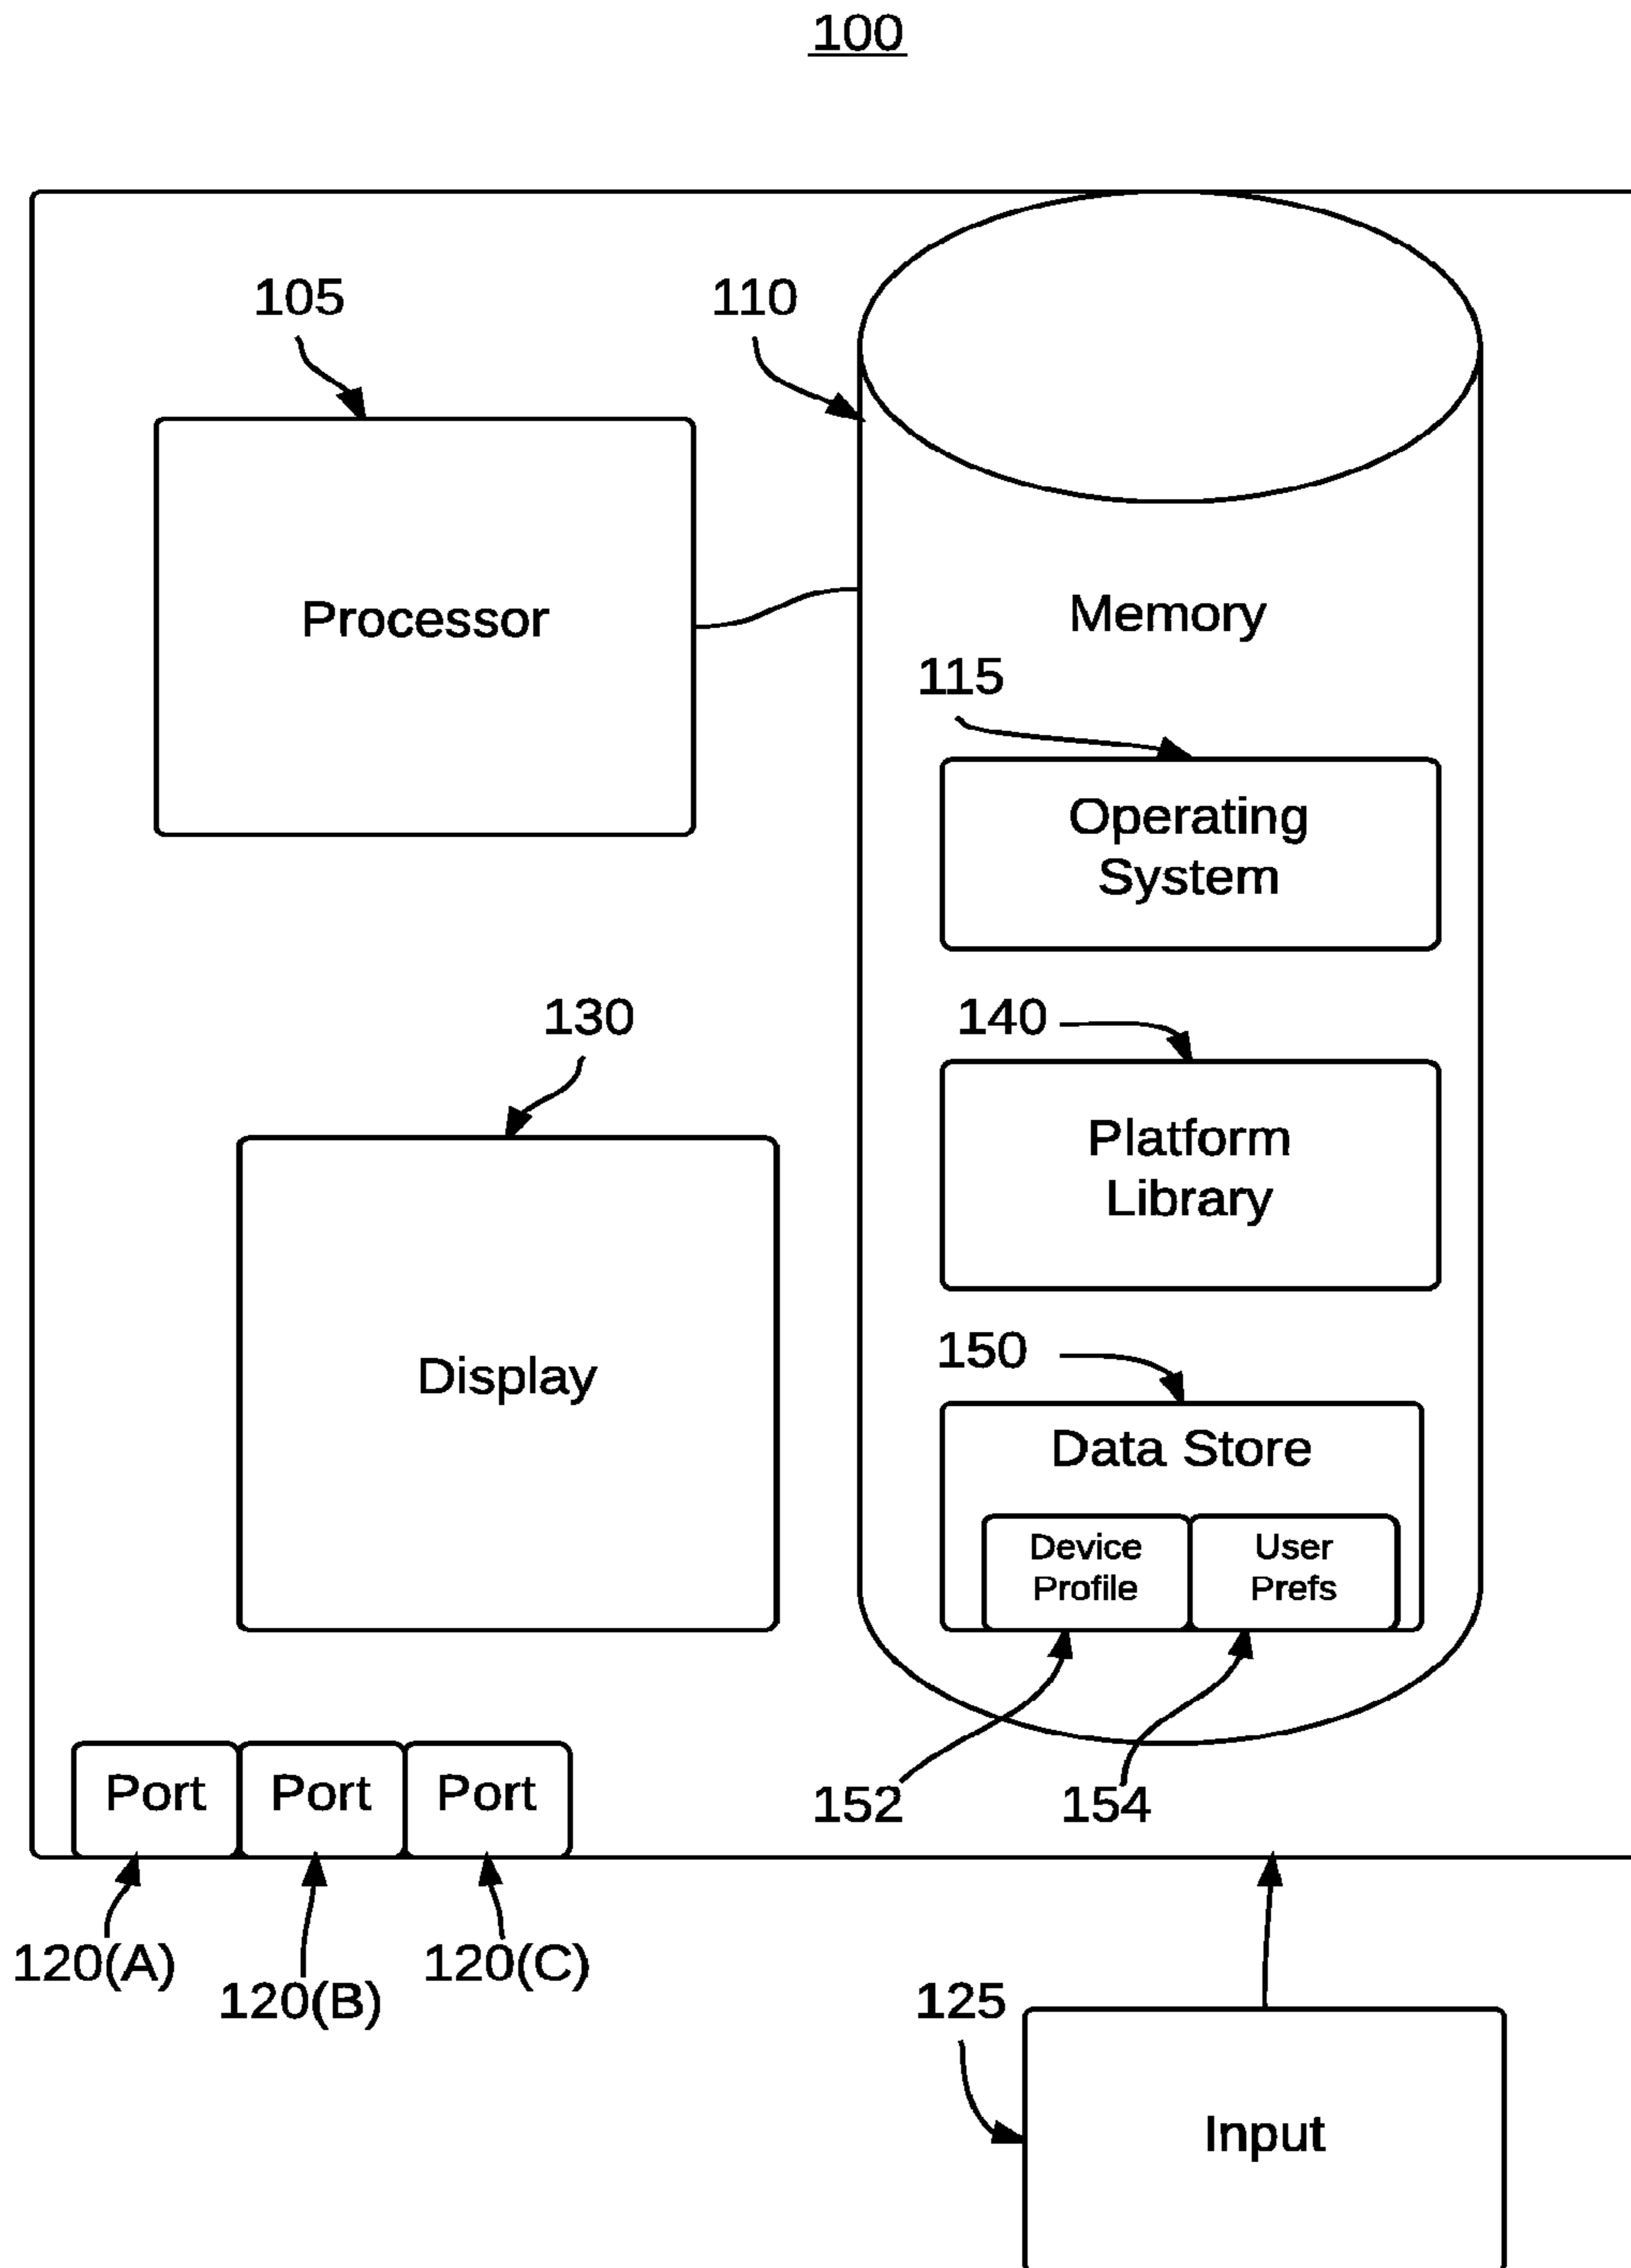 100
105
110
Processor
Memory
115
Operating
System
130
140
Platform
Library
Display
150
Data Store
Device
Profile
User
Prefs
Port
Port
Port
152
154
120(A)
120(B)
120(C)
125
Input